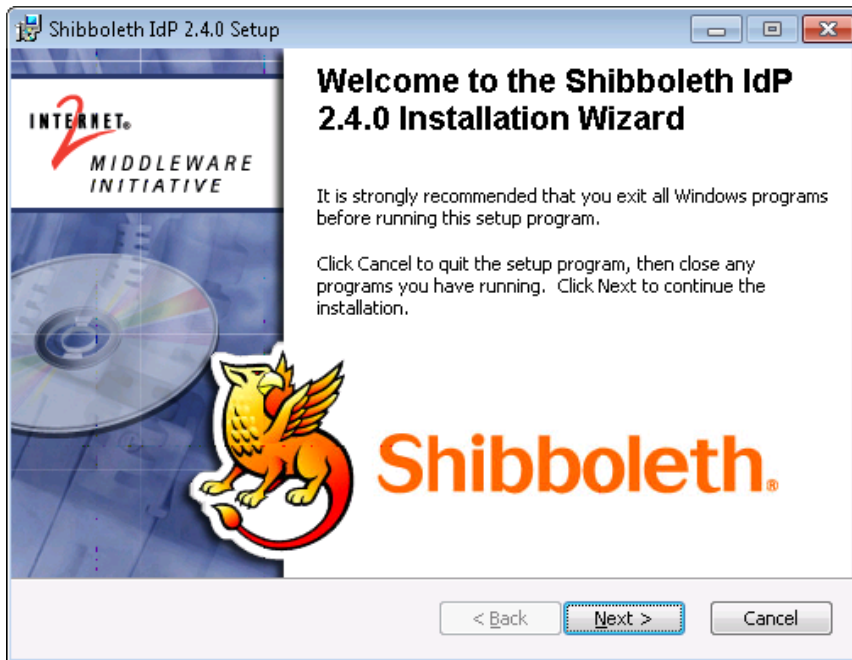 Shibboleth IdP 2.4.0 Setup
Welcome to the Shibboleth IdP
2.4.0 Installation Wizard
INTERNET®
2
MIDDLEWARE
INITIATIVE
It is strongly recommended that you exit all Windows programs
before running this setup program.
Click Cancel to quit the setup program, then close any
programs you have running.  Click Next to continue the
installation.
Shibboleth®
< Back
Next >
Cancel